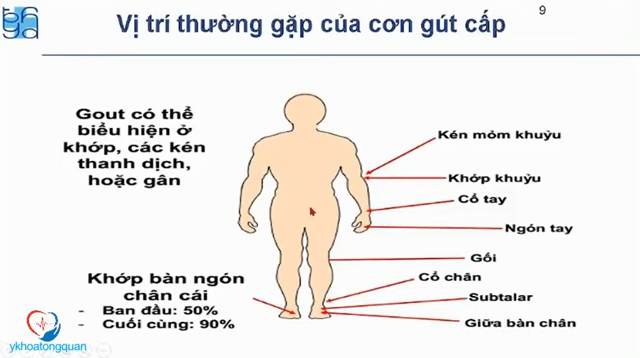 9
Vị trí thường gặp của cơn gút cấp
Gout có thể
biểu hiện ở
khớp, các kén
thanh dịch,
hoặc gân
Kén mỏm khuỷu
Khớp khuỷu
Cổ tay
Ngón tay
Gối
Cổ chân
Subtalar
Giữa bàn chân
Khớp bàn ngón
chân cái
- Ban đầu: 50%
- Cuối cùng: 90%
ykhoatongquan